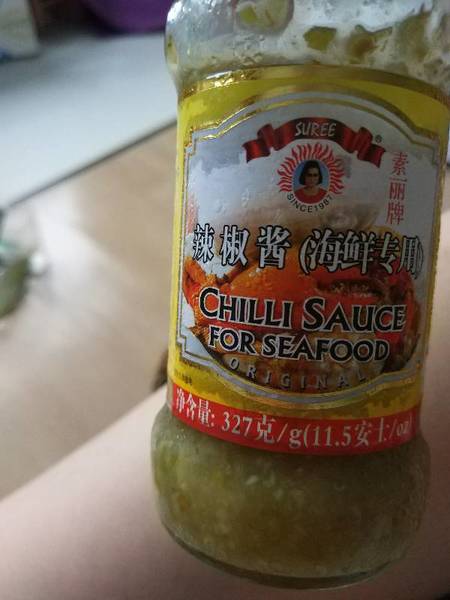 SUREE
®
SINCE1987
素丽牌
辣椒酱(海鲜专用)
CHILLI SAUCE
FOR SEAFOOD
ORIGINAL
净含量: 327克/g(11.5安士/oz)